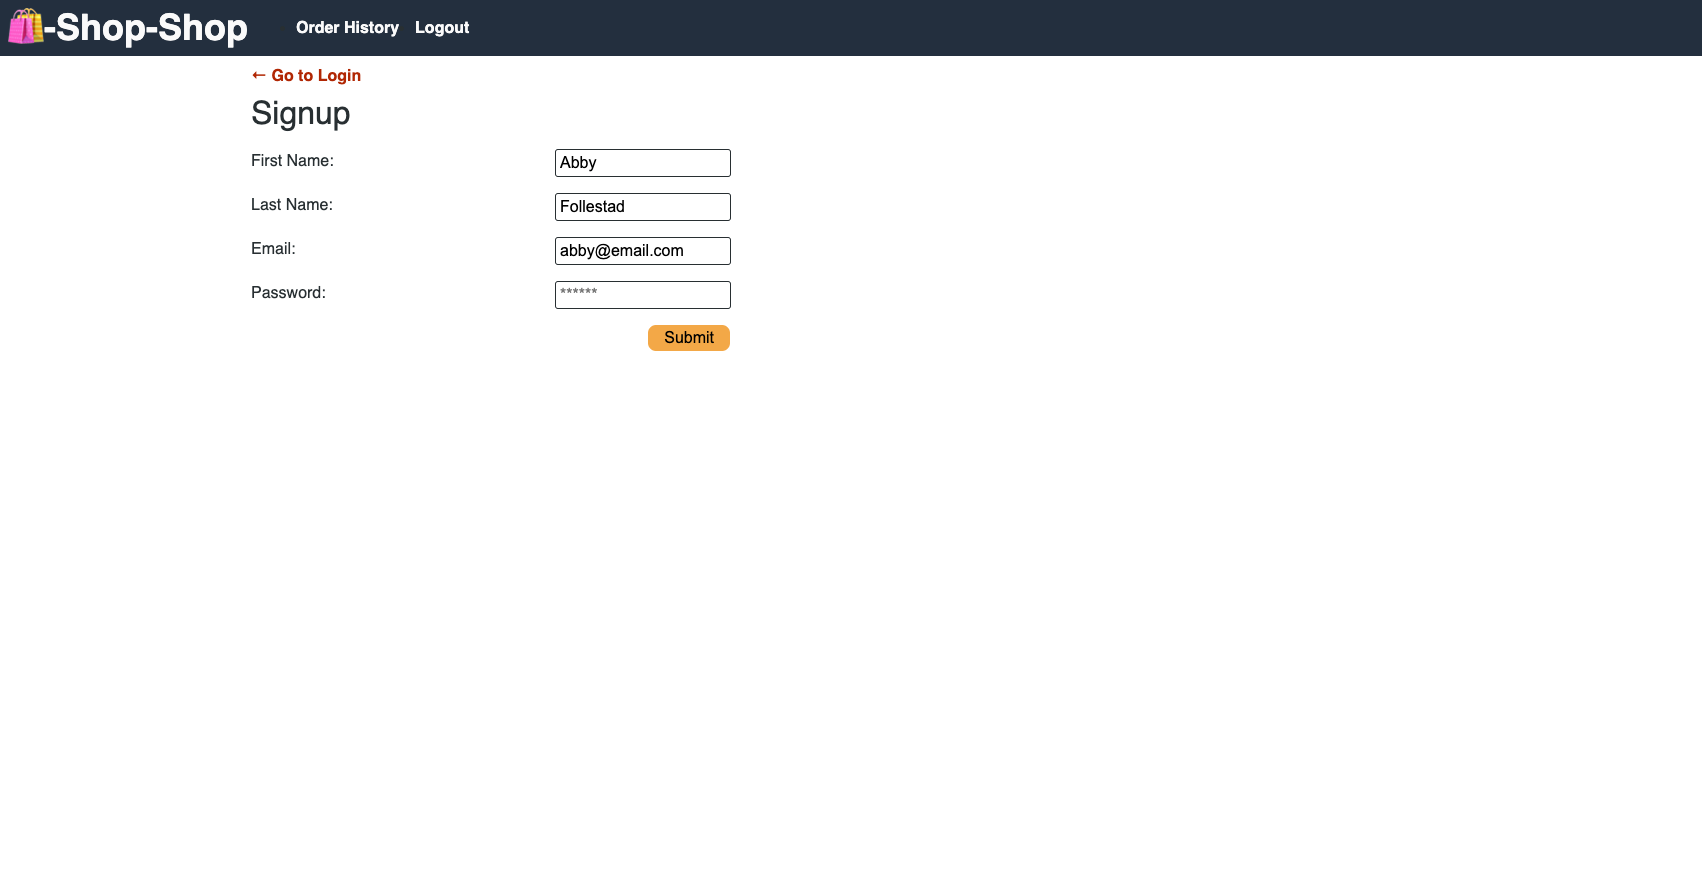 🛍️-Shop-Shop Order History Logout
← Go to Login
Signup
First Name: Abby
Last Name: Follestad
Email: abby@email.com
Password: ******
Submit